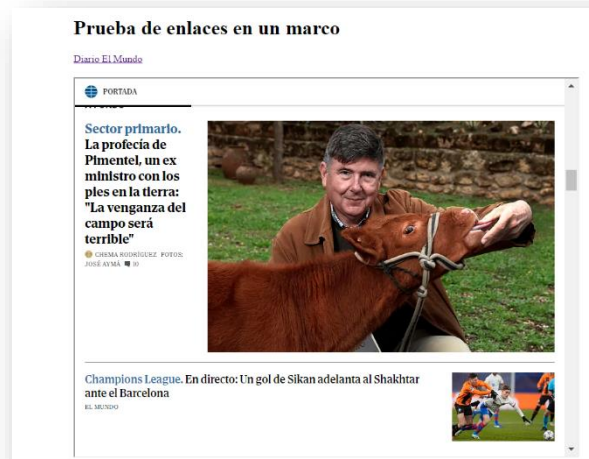 Prueba de enlaces en un marco
Diario El Mundo
PORTADA
Sector primario.
La profecía de
Pimentel, un ex
ministro con los
pies en la tierra:
"La venganza del
campo será
terrible"
CHEMA RODRÍGUEZ FOTOS:
JOSÉ AYMÁ 10
Champions League. En directo: Un gol de Sikan adelanta al Shakhtar
ante el Barcelona
EL MUNDO